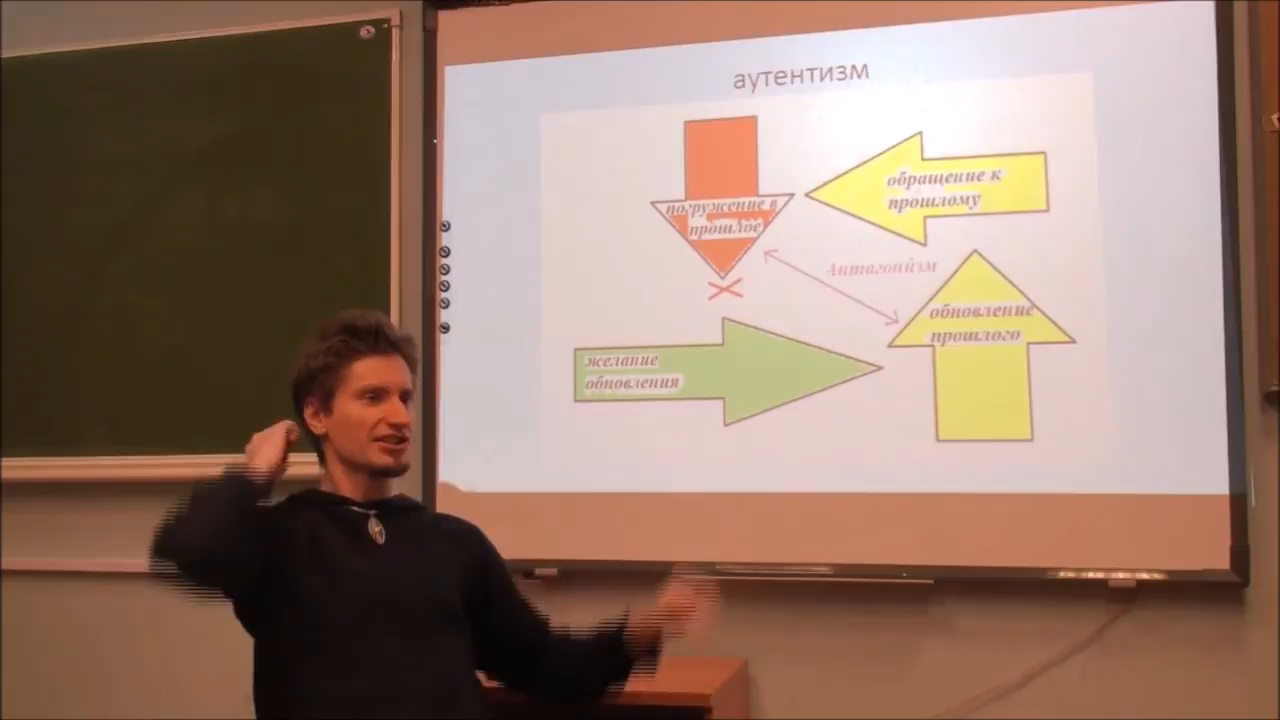 аутентизм
погружение в
прошлое
обращение к
прошлому
Антагонизм
обновление
прошлого
желание
обновления